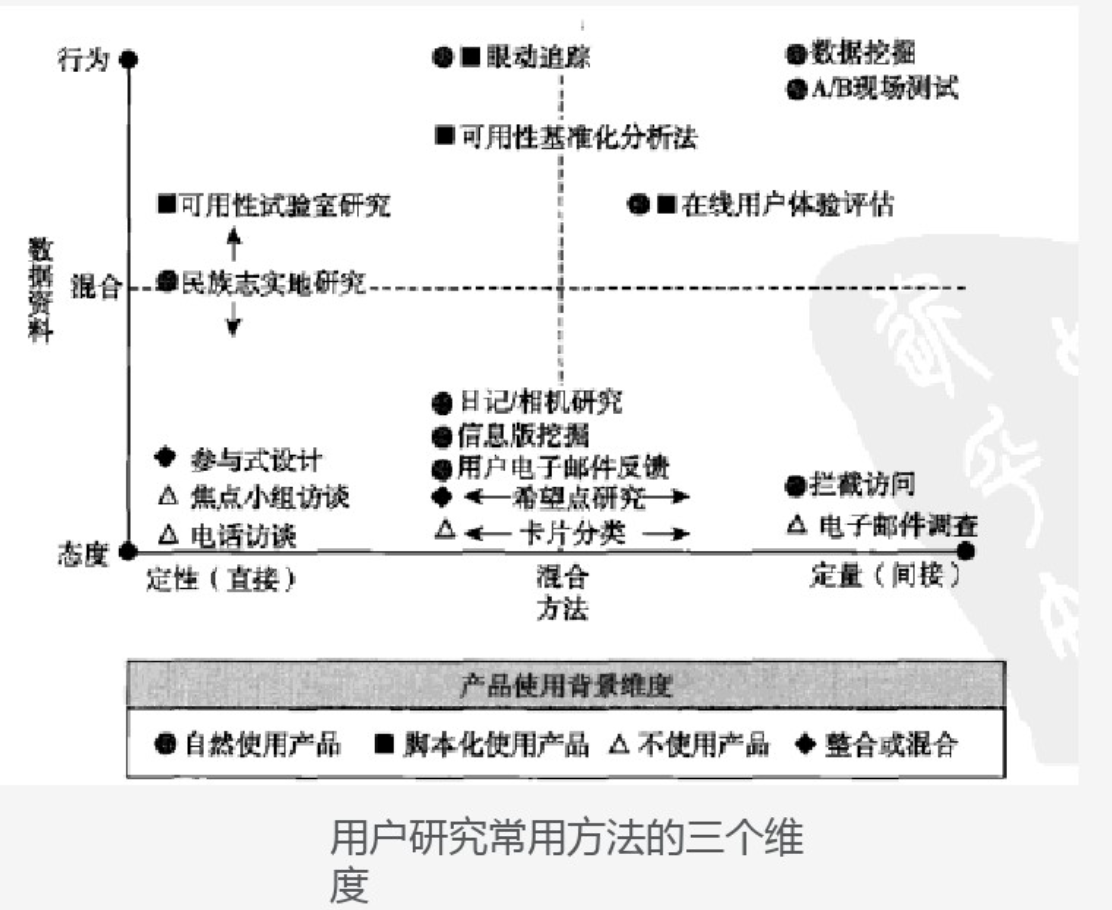 行为
眼动追踪
数据挖掘
A/B现场测试
可用性基准化分析法
可用性试验室研究
在线用户体验评估
数据资料
混合
民族志实地研究
日记/相机研究
信息版挖掘
用户电子邮件反馈
参与式设计
希望点研究
拦截访问
焦点小组访谈
卡片分类
电子邮件调查
电话访谈
态度
定性（直接）
混合
方法
定量（间接）
产品使用背景维度
自然使用产品 脚本化使用产品 不使用产品 整合或混合
用户研究常用方法的三个维
度